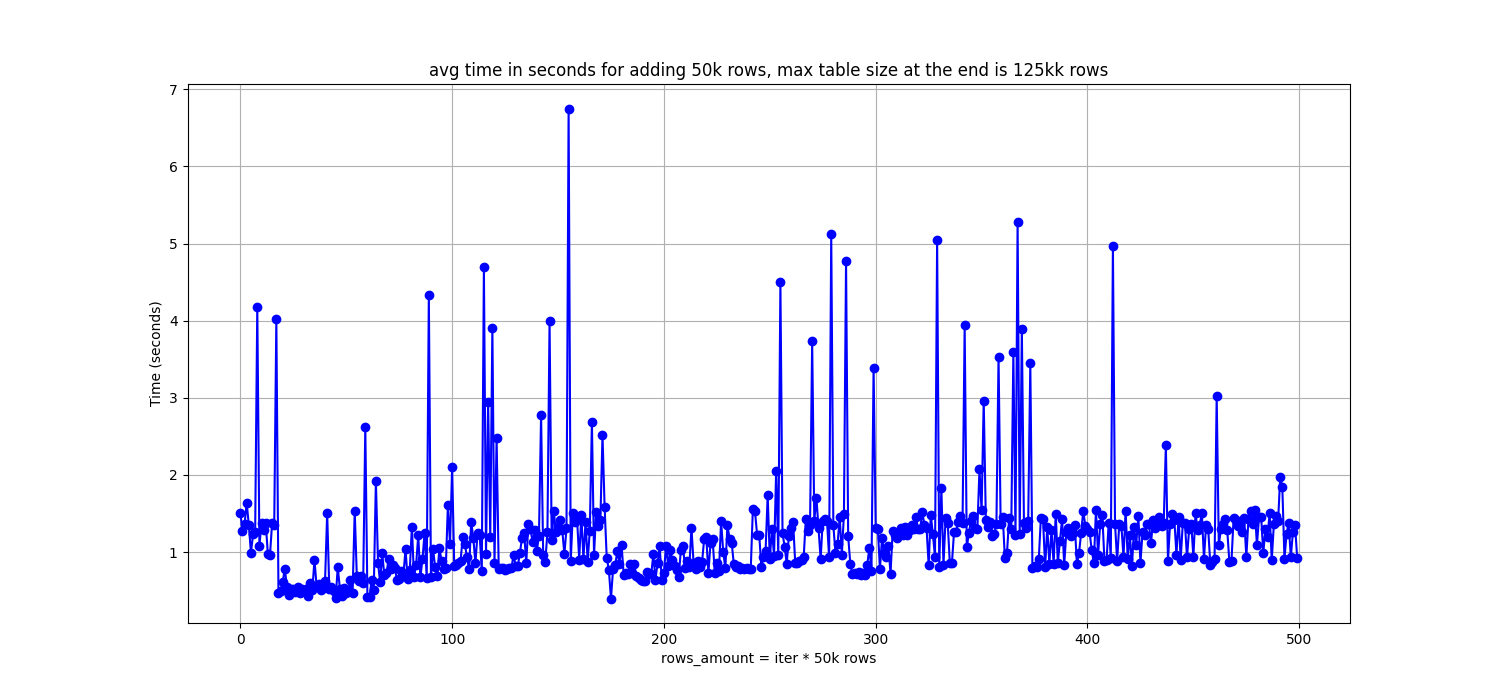 avg time in seconds for adding 50k rows, max table size at the end is 125kk rows
7
6
5
4
3
2
1
Time (seconds)
0 100 200 300 400 500
rows_amount = iter * 50k rows